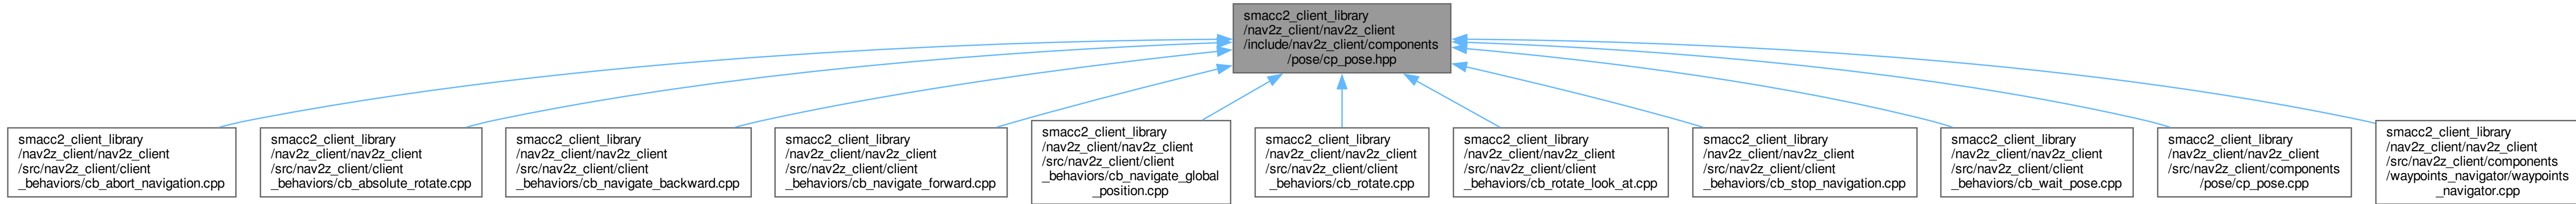 smacc2_client_library
/nav2z_client/nav2z_client
/include/nav2z_client/components
/pose/cp_pose.hpp
smacc2_client_library
/nav2z_client/nav2z_client
/src/nav2z_client/client
_behaviors/cb_abort_navigation.cpp
smacc2_client_library
/nav2z_client/nav2z_client
/src/nav2z_client/client
_behaviors/cb_absolute_rotate.cpp
smacc2_client_library
/nav2z_client/nav2z_client
/src/nav2z_client/client
_behaviors/cb_navigate_backward.cpp
smacc2_client_library
/nav2z_client/nav2z_client
/src/nav2z_client/client
_behaviors/cb_navigate_forward.cpp
smacc2_client_library
/nav2z_client/nav2z_client
/src/nav2z_client/client
_behaviors/cb_navigate_global
_position.cpp
smacc2_client_library
/nav2z_client/nav2z_client
/src/nav2z_client/client
_behaviors/cb_rotate.cpp
smacc2_client_library
/nav2z_client/nav2z_client
/src/nav2z_client/client
_behaviors/cb_rotate_look_at.cpp
smacc2_client_library
/nav2z_client/nav2z_client
/src/nav2z_client/client
_behaviors/cb_stop_navigation.cpp
smacc2_client_library
/nav2z_client/nav2z_client
/src/nav2z_client/client
_behaviors/cb_wait_pose.cpp
smacc2_client_library
/nav2z_client/nav2z_client
/src/nav2z_client/components
/pose/cp_pose.cpp
smacc2_client_library
/nav2z_client/nav2z_client
/src/nav2z_client/components
/waypoints_navigator/waypoints
_navigator.cpp